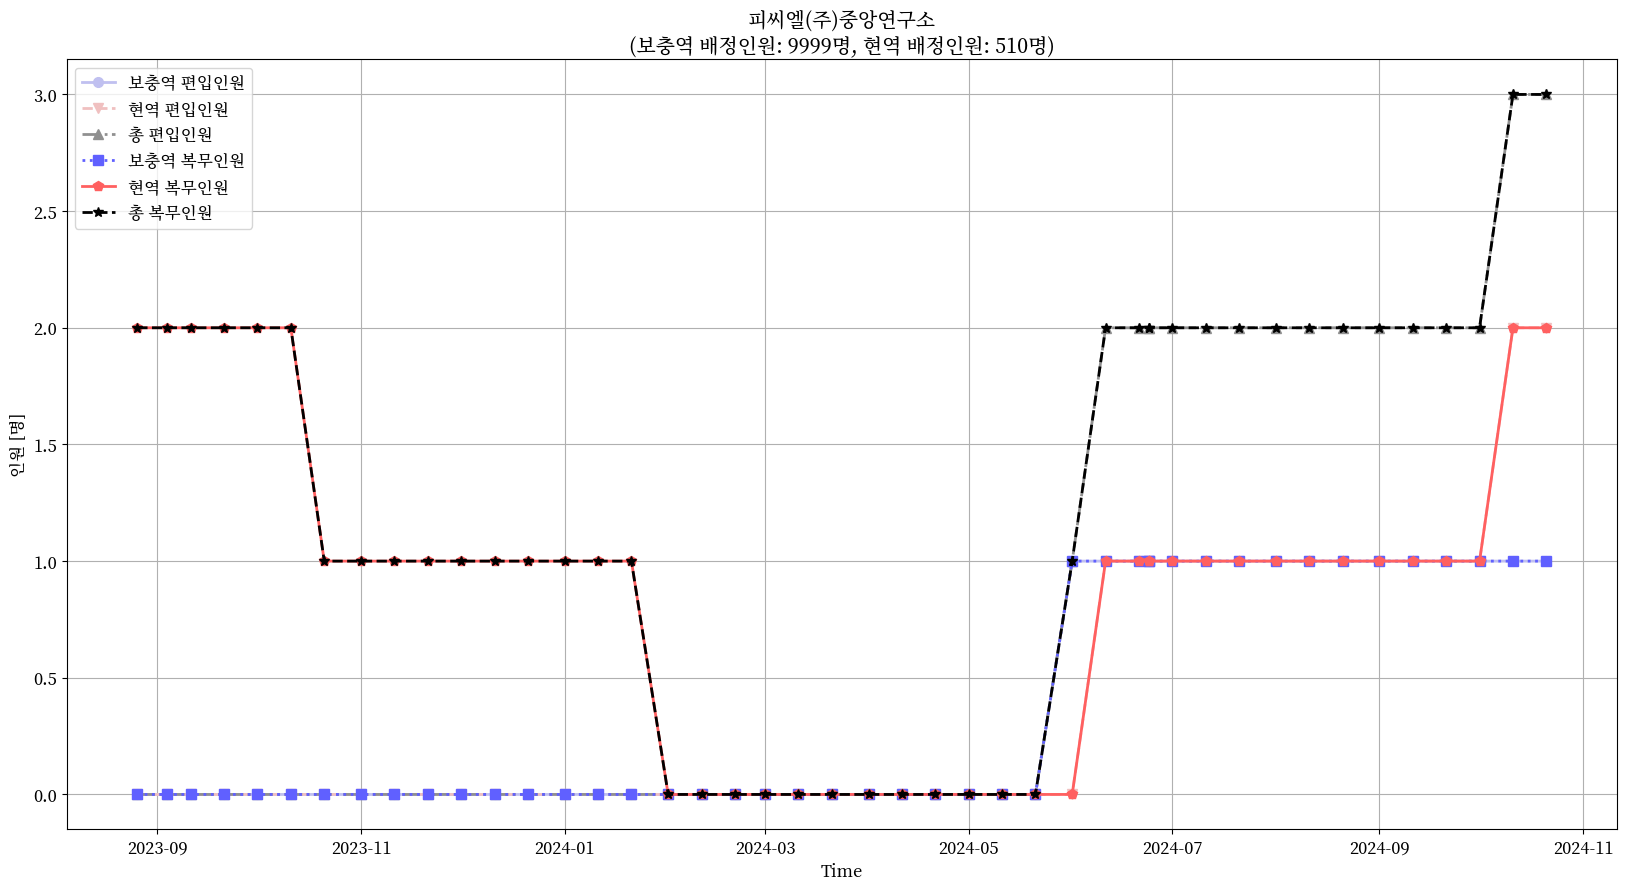 피씨엘(주)중앙연구소
(보충역 배정인원: 9999명, 현역 배정인원: 510명)
보충역 편입인원
현역 편입인원
총 편입인원
보충역 복무인원
현역 복무인원
총 복무인원
3.0
2.5
2.0
1.5
1.0
0.5
0.0
인원 [명]
2023-09
2023-11
2024-01
2024-03
2024-05
2024-07
2024-09
2024-11
Time